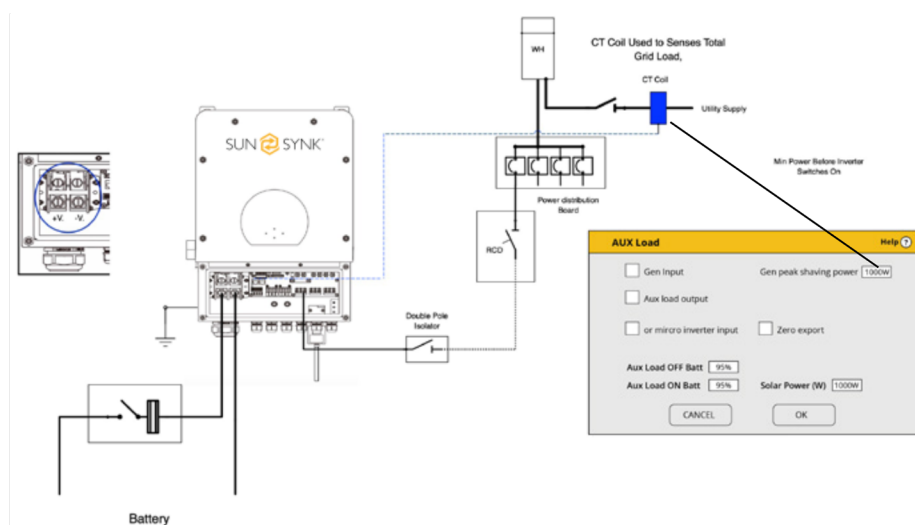 CT Coil Used to Senses Total
Grid Load,
WH
CT Coil
Utility Supply
SUN SYNK
Min Power Before Inverter
Switches On
+V.
-V.
Power distribution
Board
RCD
AUX Load
Help ?
Gen Input
Gen peak shaving power 1000W
Aux load output
or mircro inverter input
Zero export
Double Pole
Isolator
Aux Load OFF Batt 95%
Aux Load ON Batt 95%
Solar Power (W) 1000W
CANCEL
OK
Battery